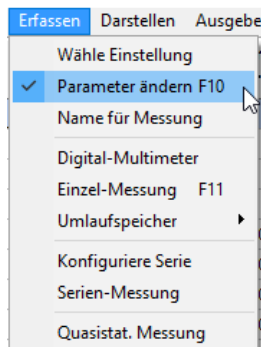 Erfassen Darstellen Ausgebe
Wähle Einstellung
Parameter ändern F10
Name für Messung
Digital-Multimeter
Einzel-Messung F11
Umlaufspeicher
Konfiguriere Serie
Serien-Messung
Quasistat. Messung